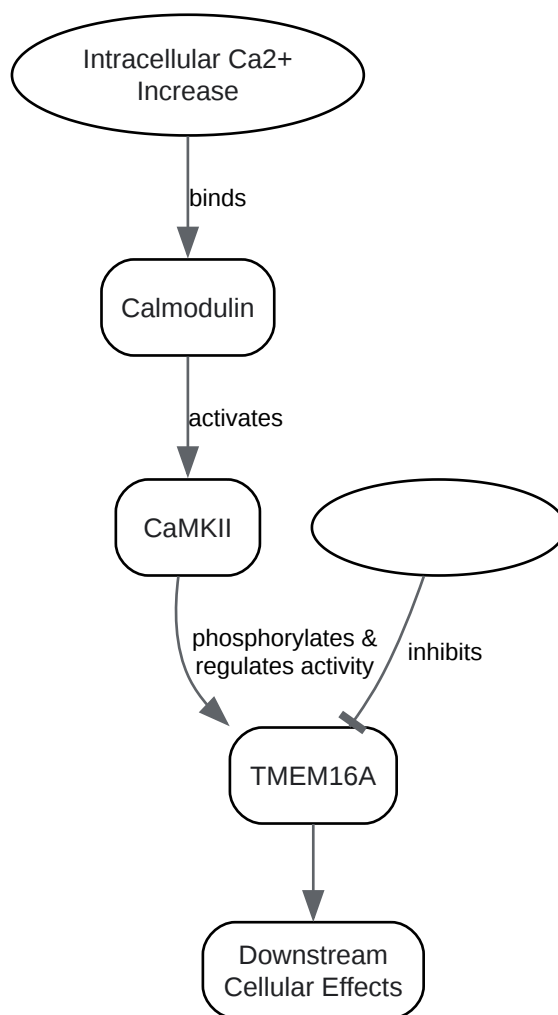 Intracellular Ca2+
Increase
binds
Calmodulin
activates
CaMKII
phosphorylates &
regulates activity
inhibits
TMEM16A
Downstream
Cellular Effects